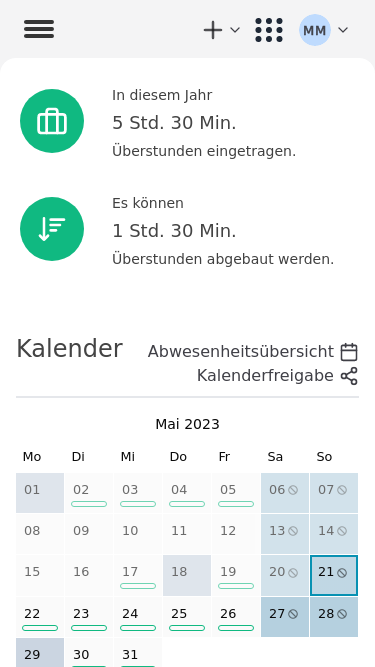 MM
In diesem Jahr
5 Std. 30 Min.
Überstunden eingetragen.
Es können
1 Std. 30 Min.
Überstunden abgebaut werden.
Kalender
Abwesenheitsübersicht
Kalenderfreigabe
Mai 2023
Mo Di Mi Do Fr Sa So
01 02 03 04 05 06 07
08 09 10 11 12 13 14
15 16 17 18 19 20 21
22 23 24 25 26 27 28
29 30 31